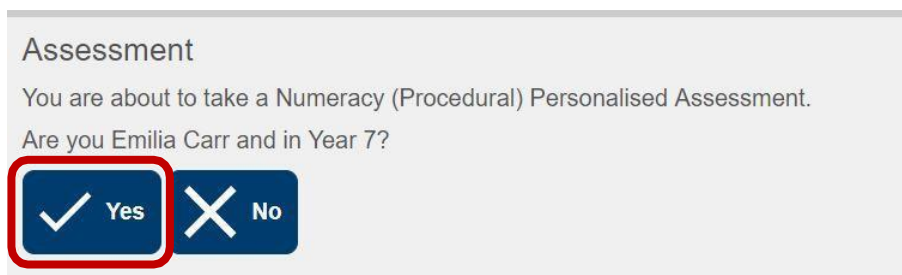 Assessment
You are about to take a Numeracy (Procedural) Personalised Assessment.
Are you Emilia Carr and in Year 7?
Yes No